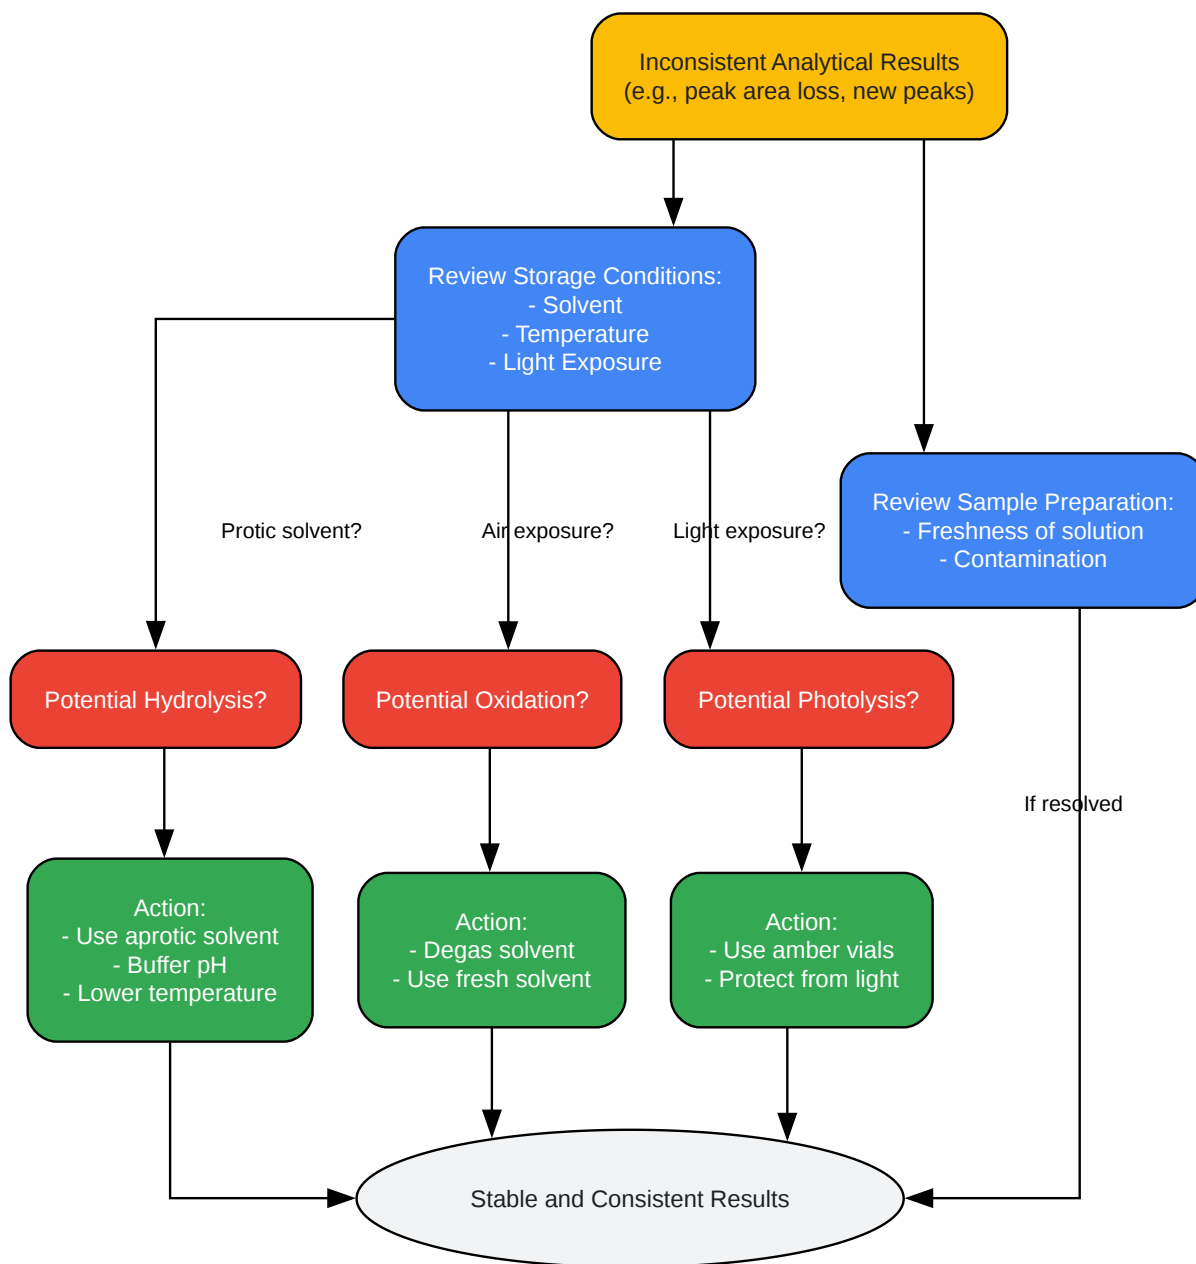 Inconsistent Analytical Results
(e.g., peak area loss, new peaks)
Review Storage Conditions:
- Solvent
- Temperature
- Light Exposure
Review Sample Preparation:
- Freshness of solution
- Contamination
Protic solvent?
Air exposure?
Light exposure?
Potential Hydrolysis?
Potential Oxidation?
Potential Photolysis?
If resolved
Action:
- Use aprotic solvent
- Buffer pH
- Lower temperature
Action:
- Degas solvent
- Use fresh solvent
Action:
- Use amber vials
- Protect from light
Stable and Consistent Results